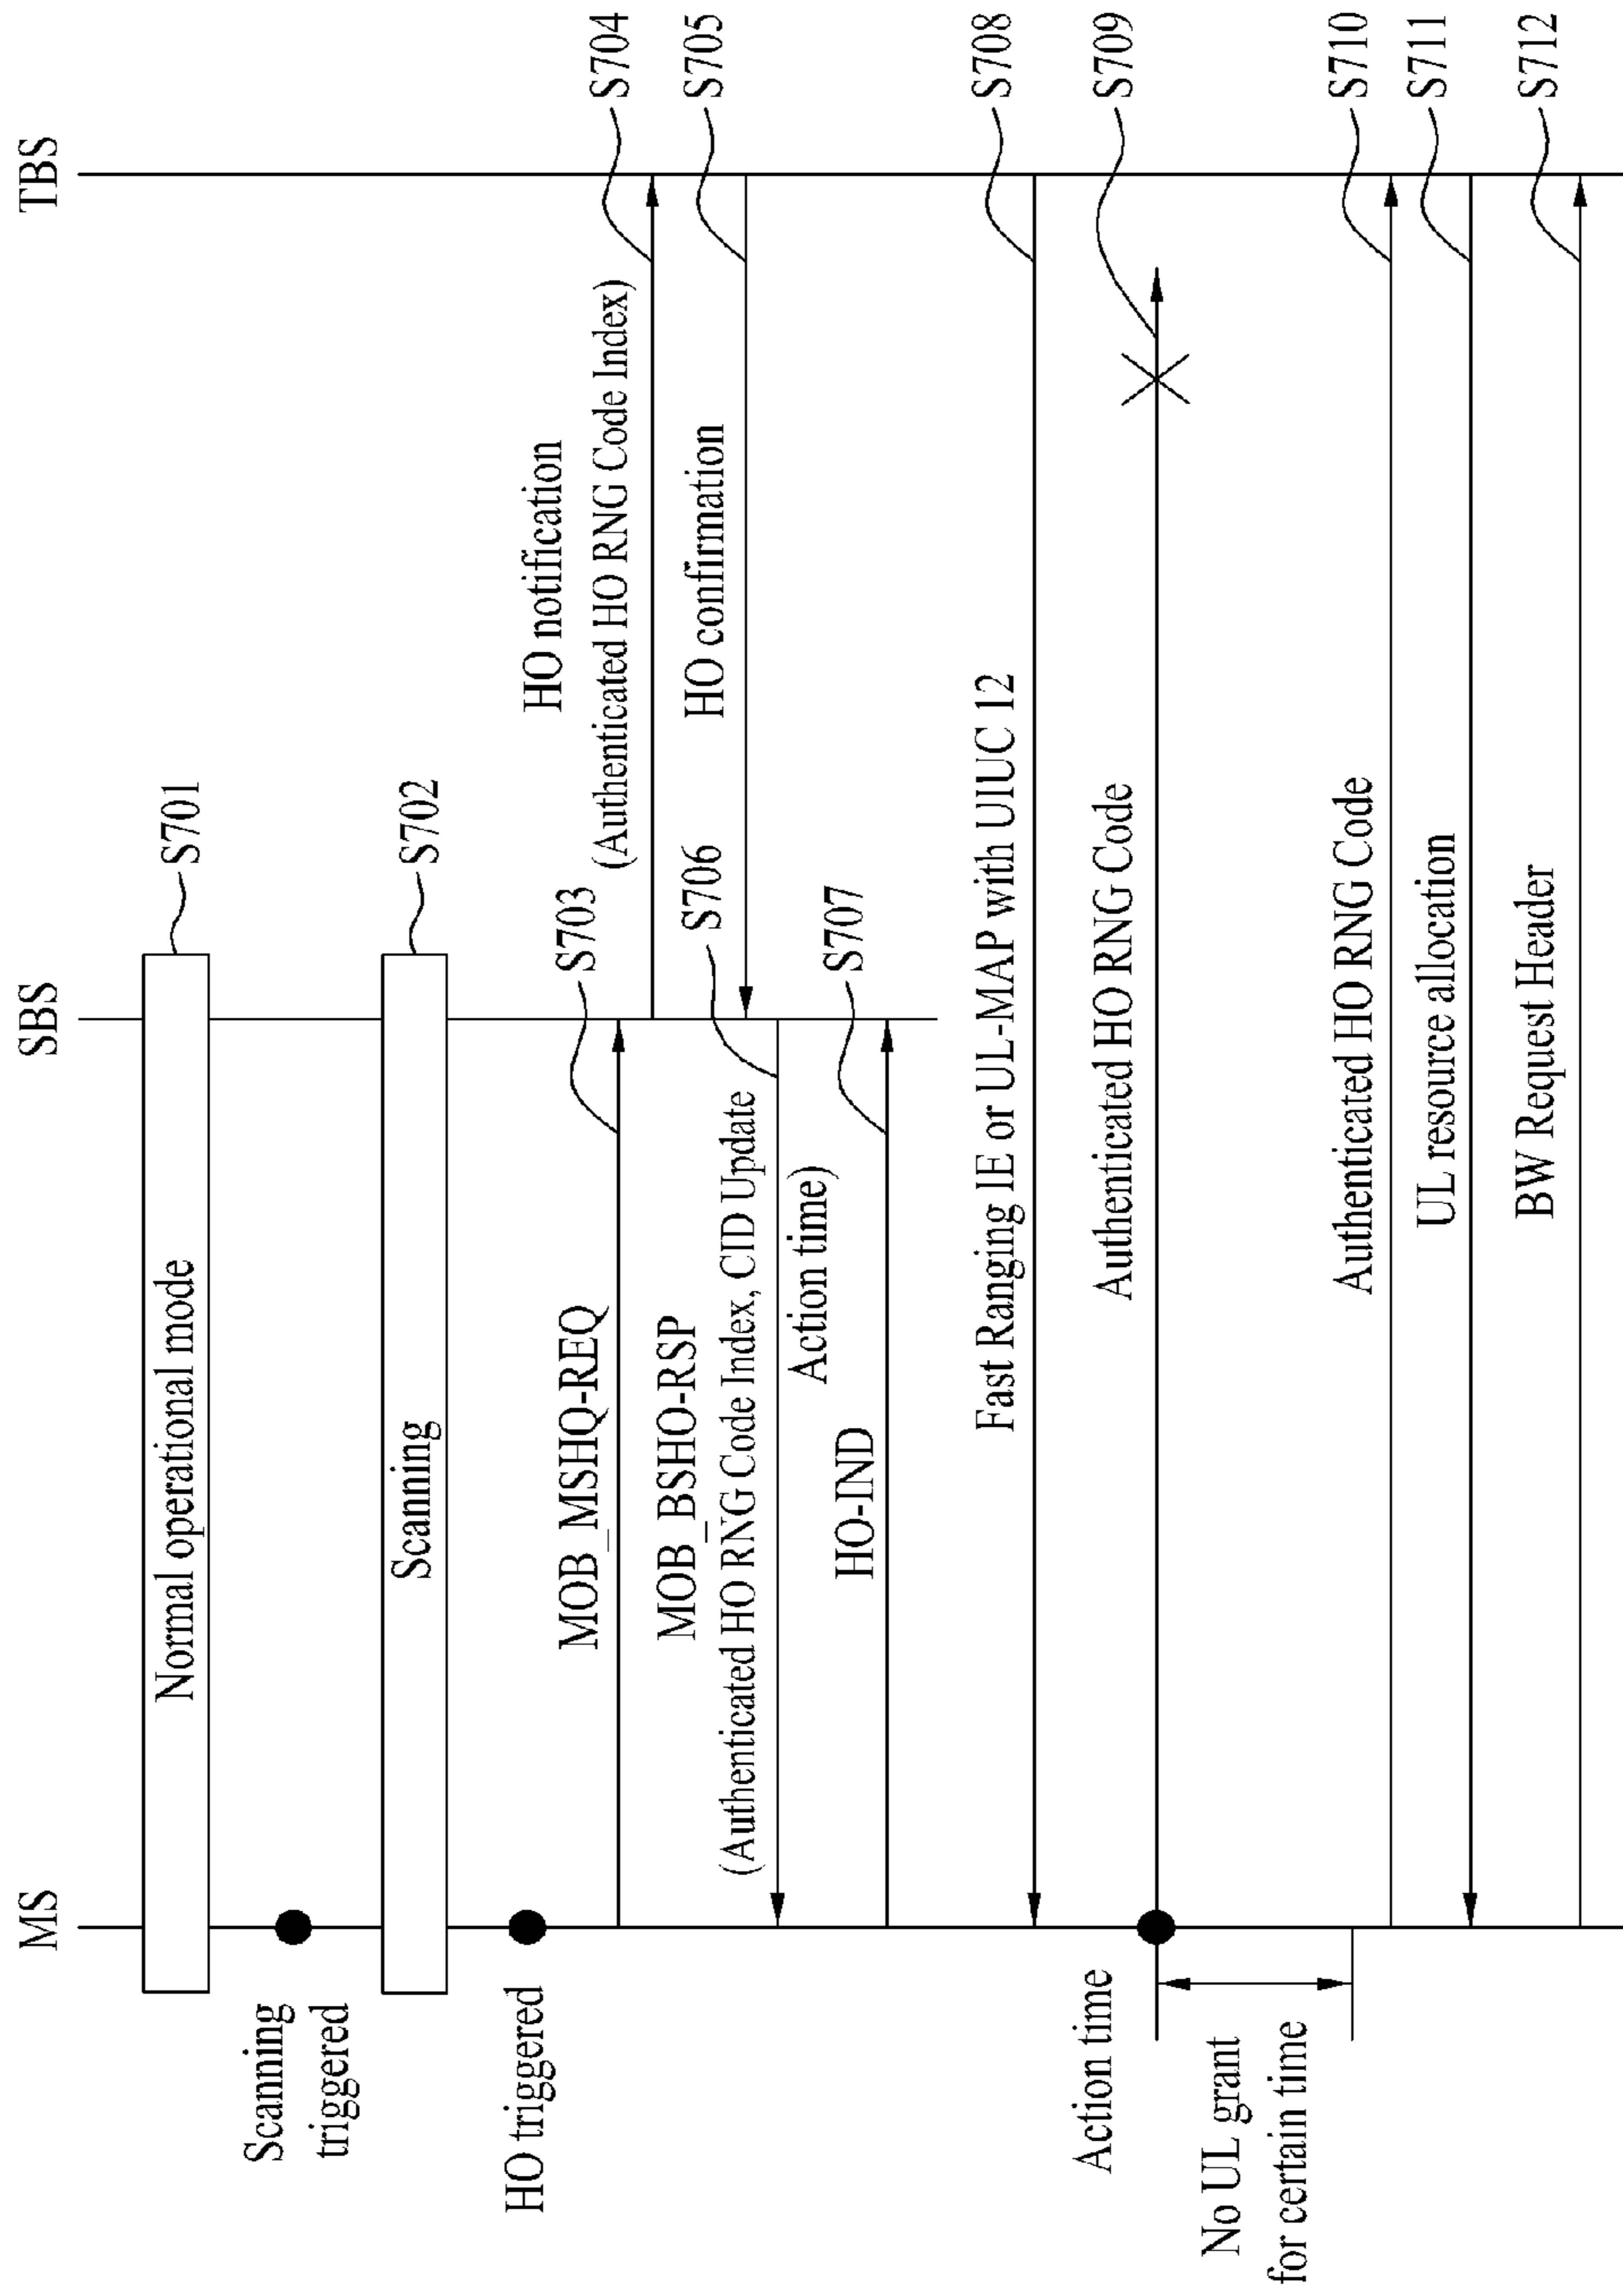 MS
SBS
TBS
Normal operational mode
S701
Scanning
triggered
Scanning
S702
HO triggered
MOB_MSHQ-REQ
S703
HO notification
(Authenticated HO RNG Code Index)
S704
HO confirmation
S705
MOB_BSHO-RSP
(Authenticated HO RNG Code Index, CID Update
Action time)
S706
HO-IND
S707
Fast Ranging IE or UL-MAP with UIUC 12
S708
Action time
Authenticated HO RNG Code
S709
No UL grant
for certain time
Authenticated HO RNG Code
S710
UL resource allocation
S711
BW Request Header
S712